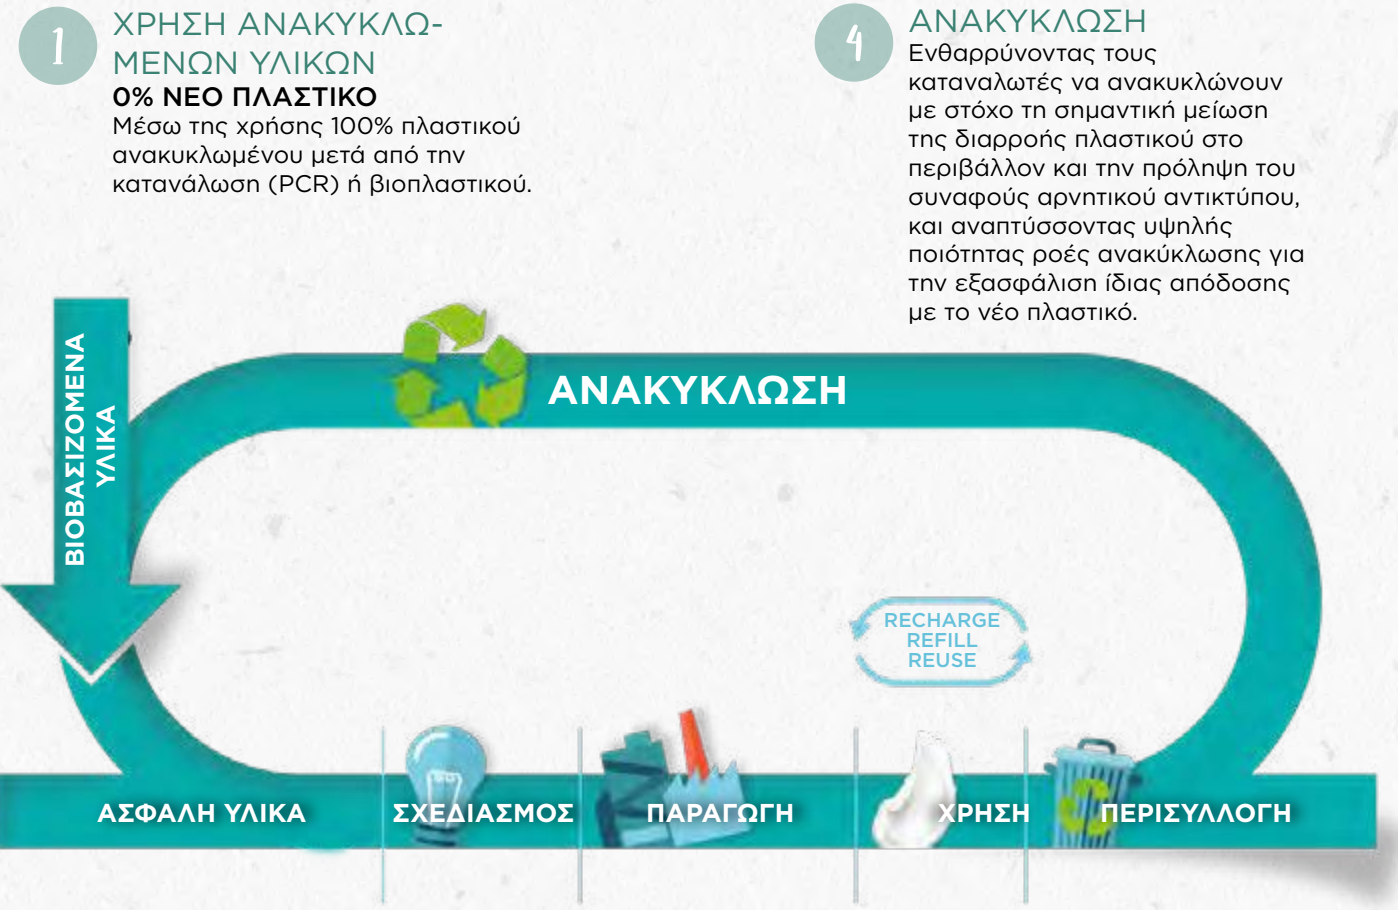 1
ΧΡΗΣΗ ΑΝΑΚΥΚΛΩ-
ΜΕΝΩΝ ΥΛΙΚΩΝ
0% ΝΕΟ ΠΛΑΣΤΙΚΟ
Μέσω της χρήσης 100% πλαστικού
ανακυκλωμένου μετά από την
κατανάλωση (PCR) ή βιοπλαστικού.
4
ΑΝΑΚΥΚΛΩΣΗ
Ενθαρρύνοντας τους
καταναλωτές να ανακυκλώνουν
με στόχο τη σημαντική μείωση
της διαρροής πλαστικού στο
περιβάλλον και την πρόληψη του
συναφούς αρνητικού αντικτύπου,
και αναπτύσσοντας υψηλής
ποιότητας ροές ανακύκλωσης για
την εξασφάλιση ίδιας απόδοσης
με το νέο πλαστικό.
ΒΙΟΒΑΣΙΖΟΜΕΝΑ
ΥΛΙΚΑ
ΑΝΑΚΥΚΛΩΣΗ
RECHARGE
REFILL
REUSE
ΑΣΦΑΛΗ ΥΛΙΚΑ
ΣΧΕΔΙΑΣΜΟΣ
ΠΑΡΑΓΩΓΗ
ΧΡΗΣΗ
ΠΕΡΙΣΥΛΛΟΓΗ